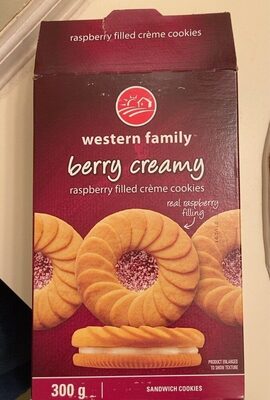 raspberry filled crème cookies
western family™
berry creamy
raspberry filled crème cookies
real raspberry
filling
PRODUCT ENLARGED
TO SHOW TEXTURE
300 g
SANDWICH COOKIES